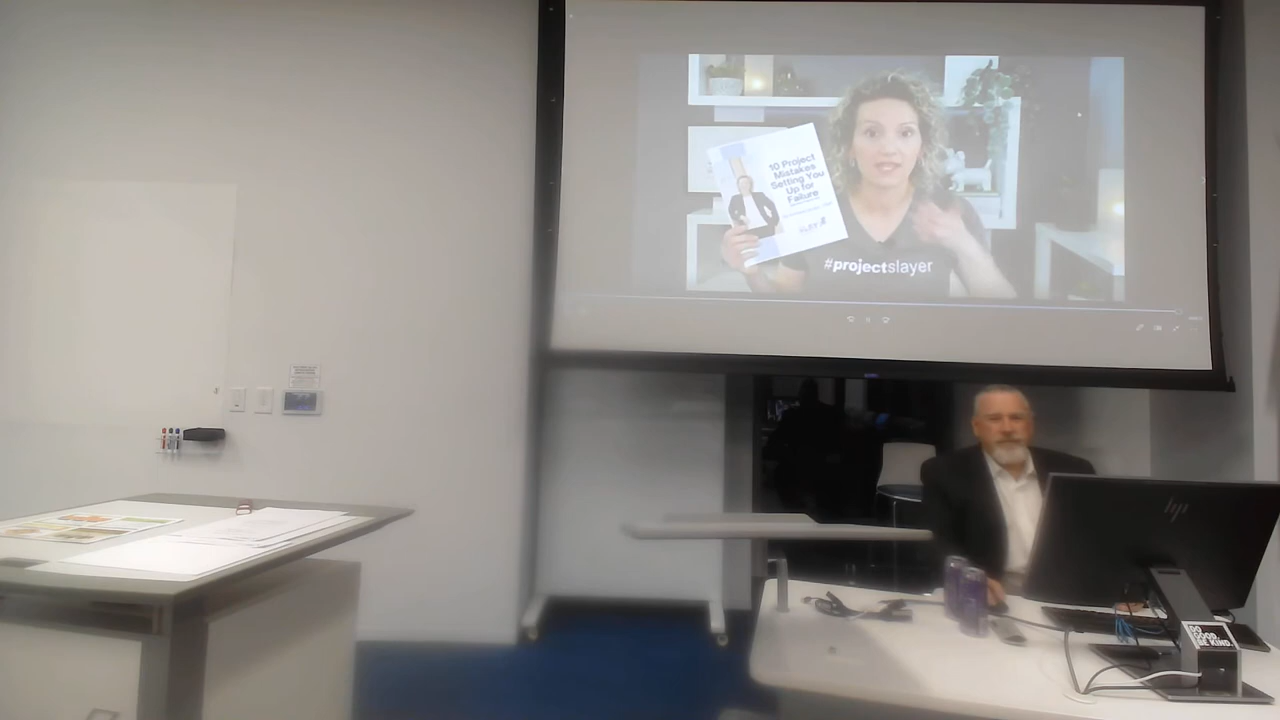 10 Project
Mistakes
Setting You
Up for
Failure
#projectslayer
hp
DO
GOOD.
BE KIND.